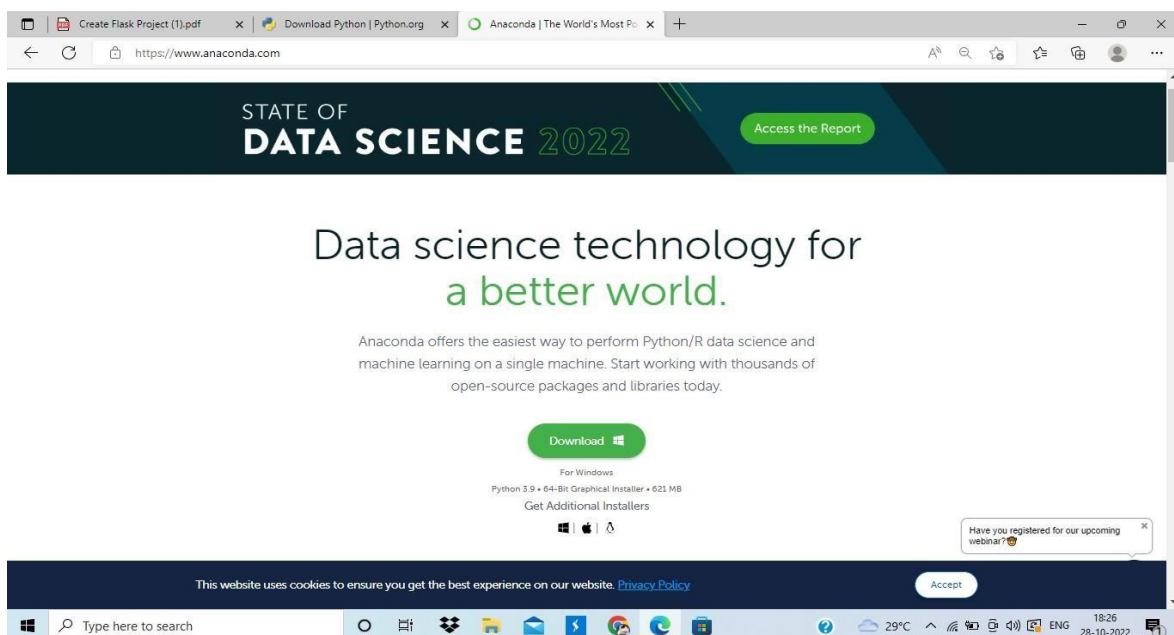 Create Flask Project (1).pdf
Download Python | Python.org
Anaconda | The World's Most Po
https://www.anaconda.com
STATE OF
DATA SCIENCE 2022
Access the Report
Data science technology for
a better world.
Anaconda offers the easiest way to perform Python/R data science and
machine learning on a single machine. Start working with thousands of
open-source packages and libraries today.
Download
For Windows
Python 3.9 • 64-Bit Graphical Installer • 621 MB
Get Additional Installers
Have you registered for our upcoming
webinar?
This website uses cookies to ensure you get the best experience on our website. Privacy Policy
Accept
Type here to search
29°C
ENG
18:26
28-10-2022